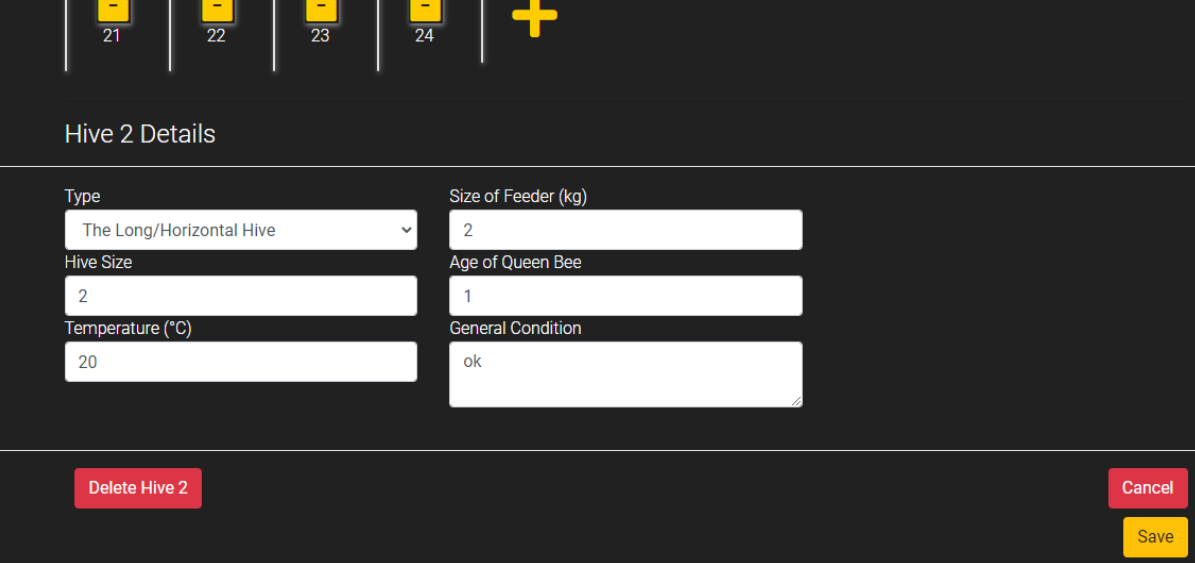 - - - -
21 22 23 24
Hive 2 Details
Type Size of Feeder (kg)
The Long/Horizontal Hive 2
Hive Size Age of Queen Bee
2 1
Temperature (°C) General Condition
20 ok
Delete Hive 2 Cancel
Save